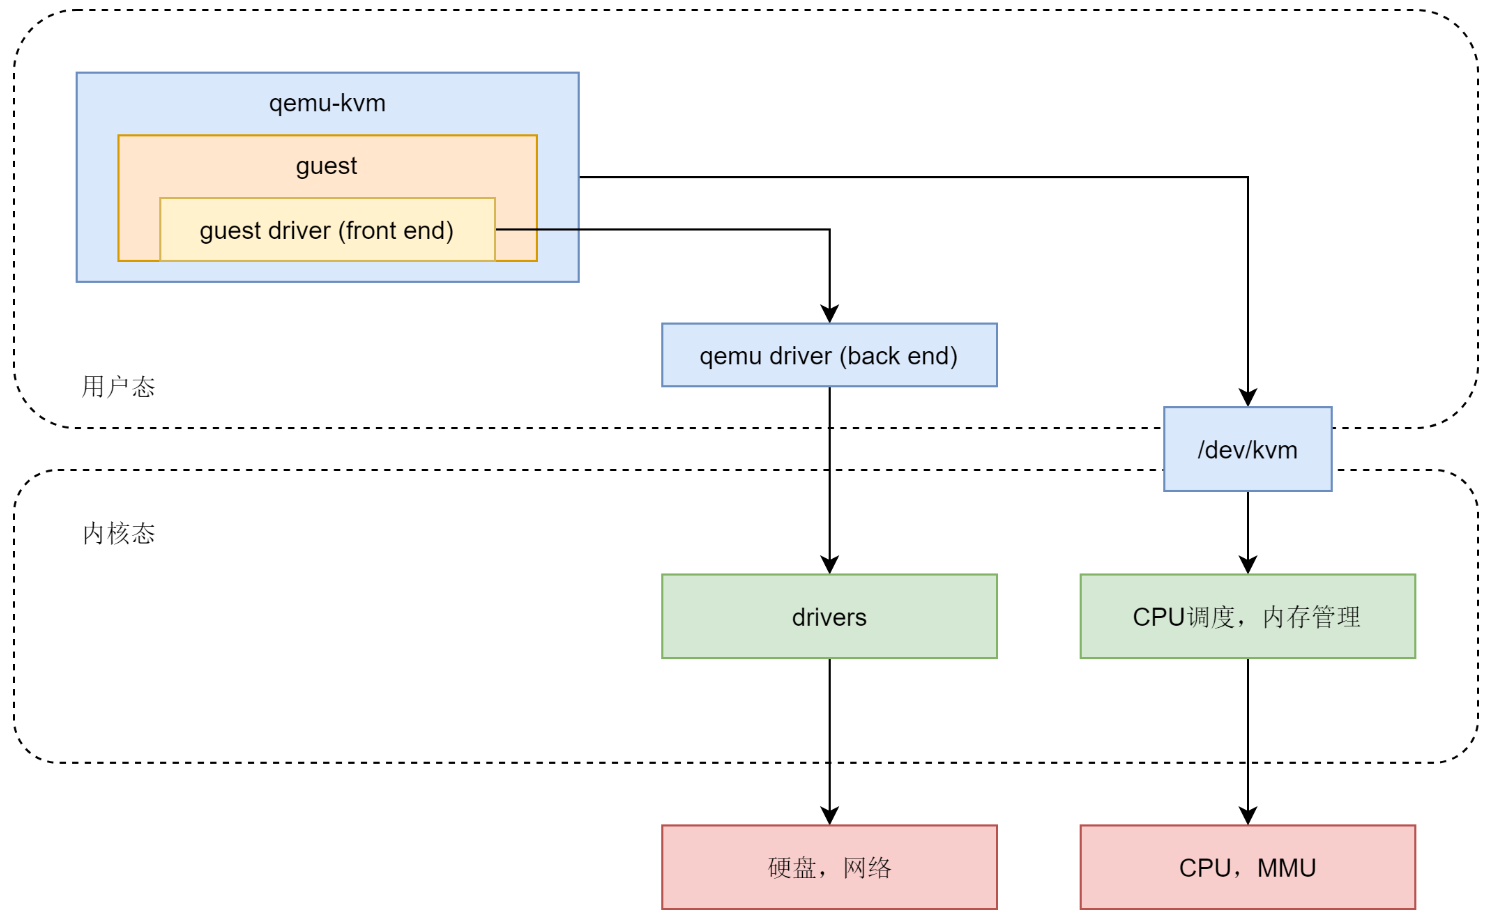 qemu-kvm
guest
guest driver (front end)
qemu driver (back end)
用户态
/dev/kvm
内核态
drivers
CPU调度，内存管理
硬盘，网络
CPU，MMU